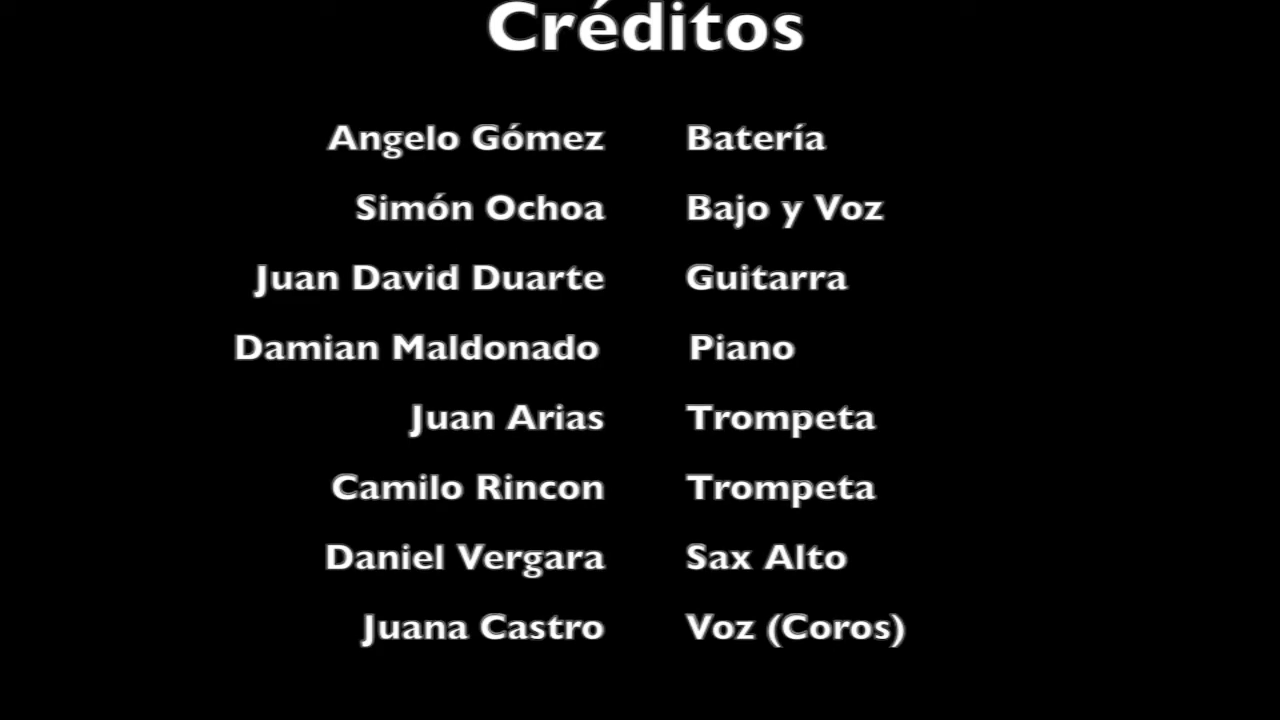 Créditos
Angelo Gómez Batería
Simón Ochoa Bajo y Voz
Juan David Duarte Guitarra
Damian Maldonado Piano
Juan Arias Trompeta
Camilo Rincon Trompeta
Daniel Vergara Sax Alto
Juana Castro Voz (Coros)